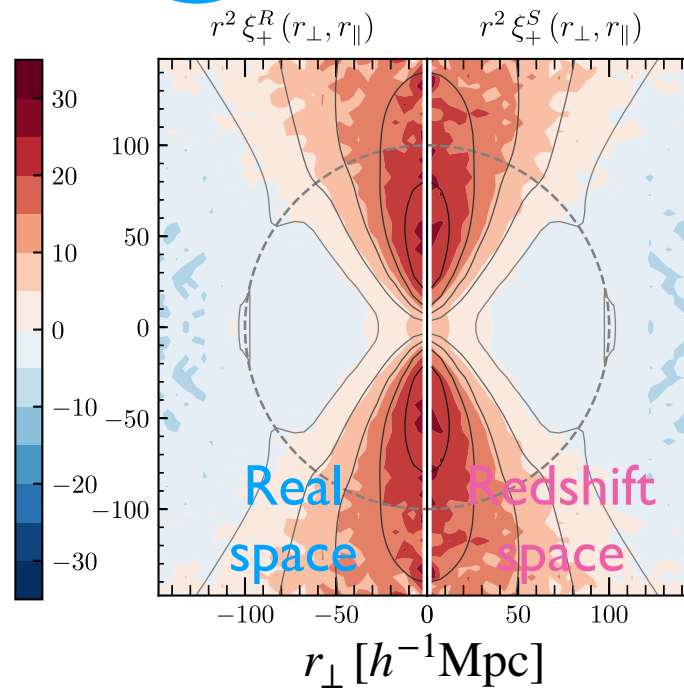 r² ξ₊ᴿ (r⊥, r∥)    r² ξ₊ˢ (r⊥, r∥)
30
20
10
0
−10
−20
−30
100
50
0
−50
−100
Real
space
Redshift
space
−100 −50 0 50 100
r⊥ [h⁻¹Mpc]